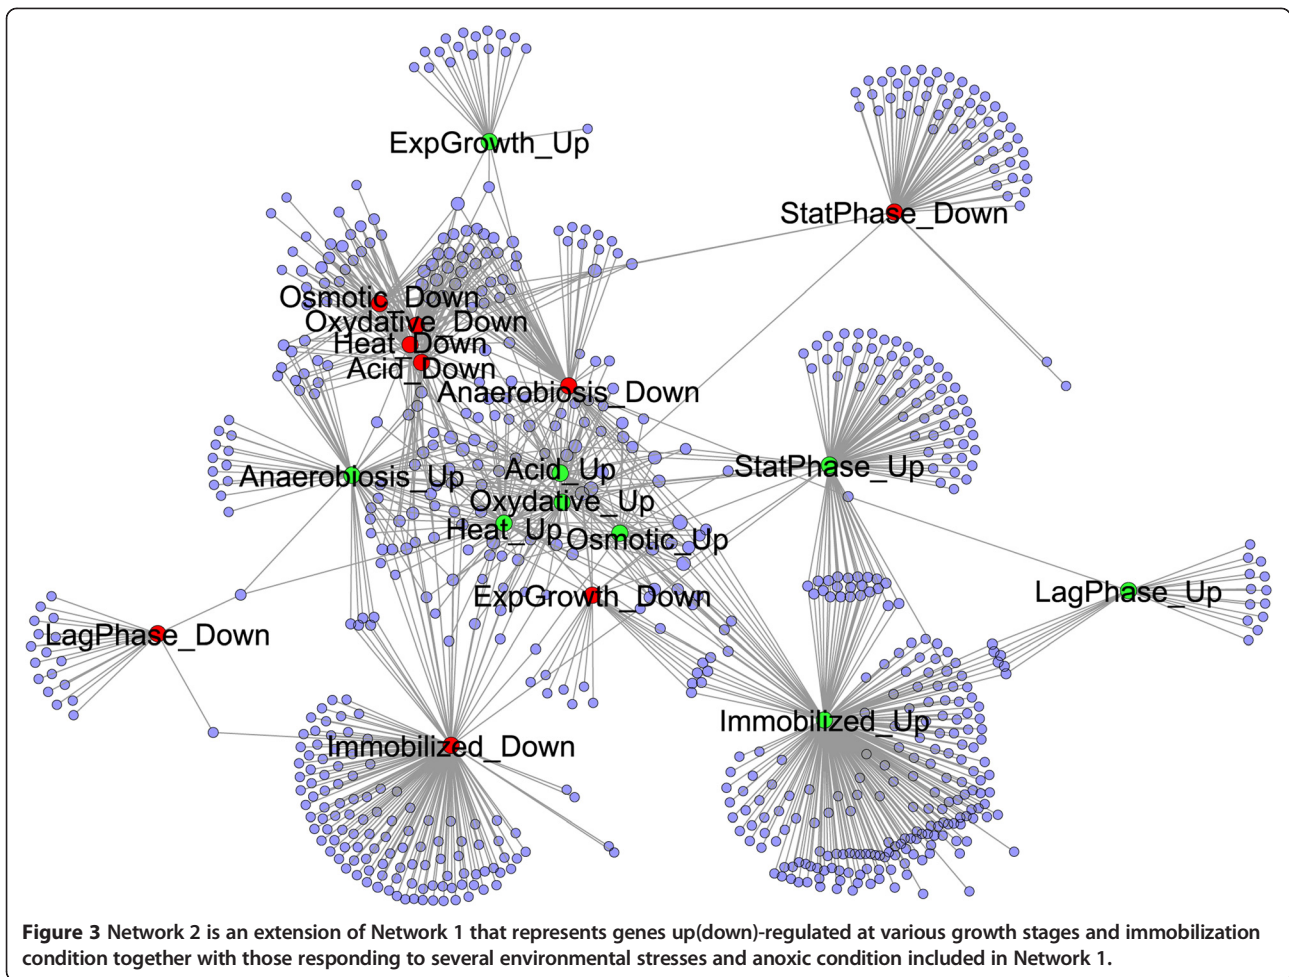 ExpGrowth_Up
StatPhase_Down
Osmotic_Down
Oxydative_Down
Heat_Down
Acid_Down
Anaerobiosis_Down
Anaerobiosis_Up
Acid_Up
StatPhase_Up
Oxydative_Up
Heat_Up
Osmotic_Up
ExpGrowth_Down
LagPhase_Up
LagPhase_Down
Immobilized_Up
Immobilized_Down
Figure 3 Network 2 is an extension of Network 1 that represents genes up(down)-regulated at various growth stages and immobilization
condition together with those responding to several environmental stresses and anoxic condition included in Network 1.